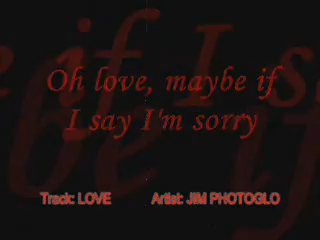 Oh love, maybe if
I say I'm sorry
Track: LOVE Artist: JIM PHOTOGLO